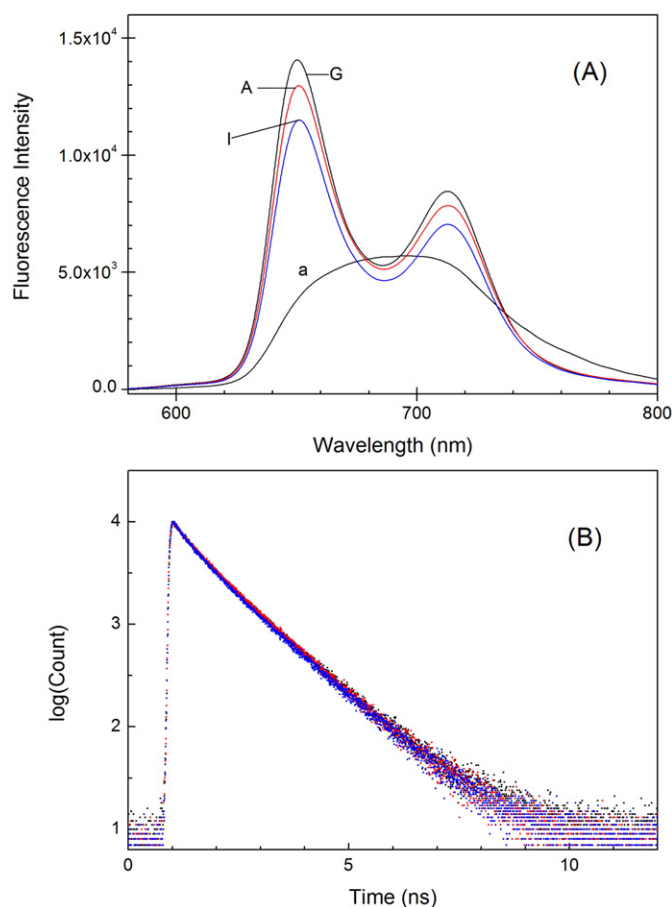 1.5x10⁴
1.0x10⁴
5.0x10³
0.0
Fluorescence Intensity
A
G
I
a
(A)
600
700
800
Wavelength (nm)
4
3
2
1
log(Count)
(B)
0
5
10
Time (ns)